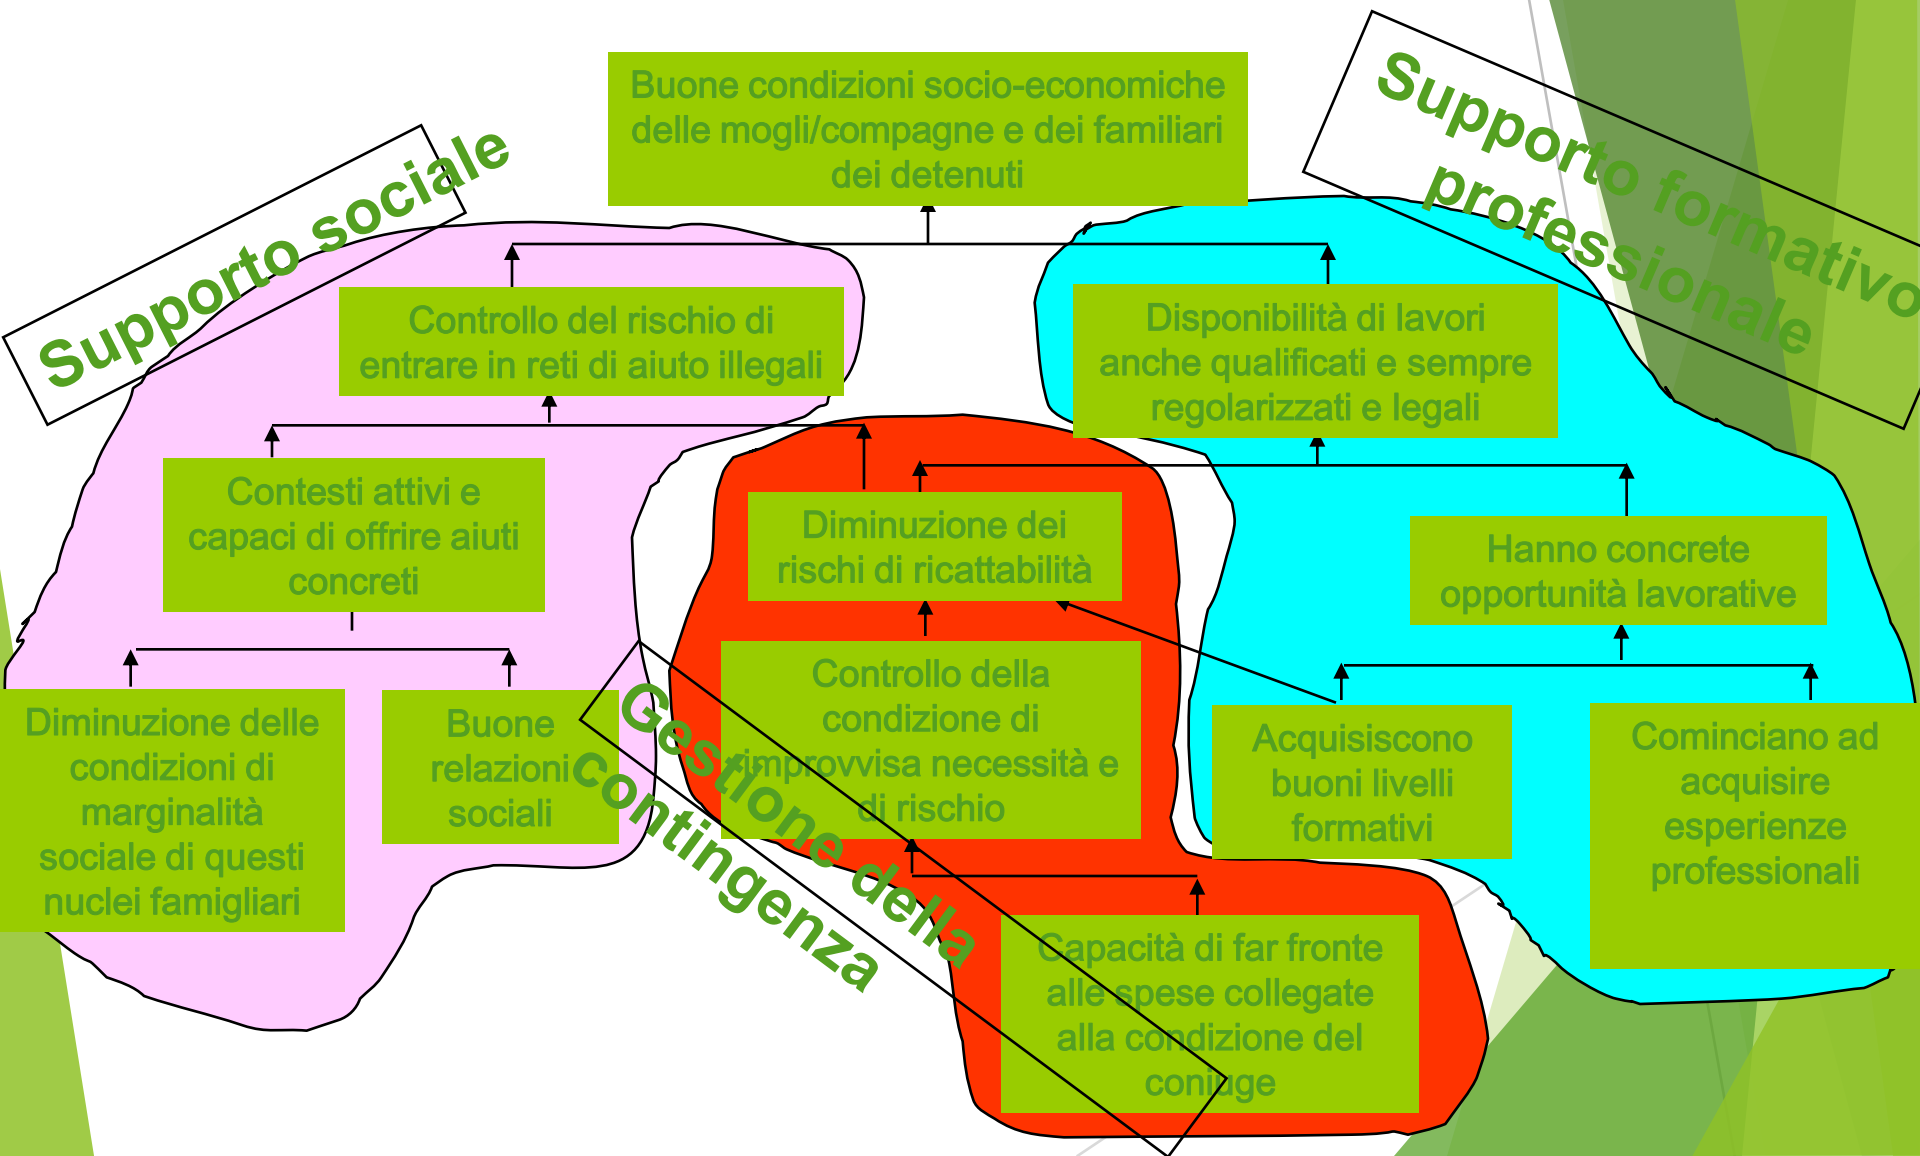 Buone condizioni socio-economiche
delle mogli/compagne e dei familiari
dei detenuti
Supporto sociale
Supporto formativo
professionale
Controllo del rischio di
entrare in reti di aiuto illegali
Disponibilità di lavori
anche qualificati e sempre
regolarizzati e legali
Contesti attivi e
capaci di offrire aiuti
concreti
Diminuzione dei
rischi di ricattabilità
Hanno concrete
opportunità lavorative
Diminuzione delle
condizioni di
marginalità
sociale di questi
nuclei famigliari
Buone
relazioni
sociali
Gestione della
contingenza
Controllo della
condizione di
improvvisa necessità e
di rischio
Acquisiscono
buoni livelli
formativi
Cominciano ad
acquisire
esperienze
professionali
Capacità di far fronte
alle spese collegate
alla condizione del
coniuge